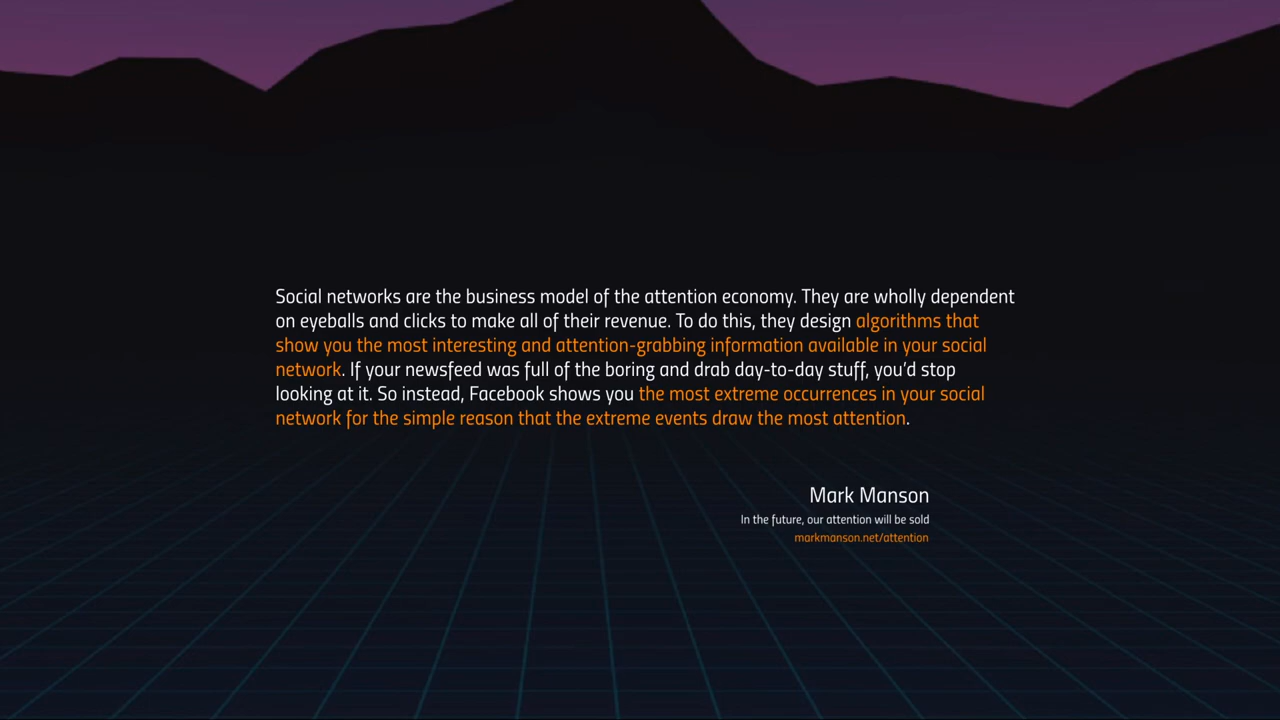 Social networks are the business model of the attention economy. They are wholly dependent
on eyeballs and clicks to make all of their revenue. To do this, they design algorithms that
show you the most interesting and attention-grabbing information available in your social
network. If your newsfeed was full of the boring and drab day-to-day stuff, you'd stop
looking at it. So instead, Facebook shows you the most extreme occurrences in your social
network for the simple reason that the extreme events draw the most attention.
Mark Manson
In the future, our attention will be sold
markmanson.net/attention